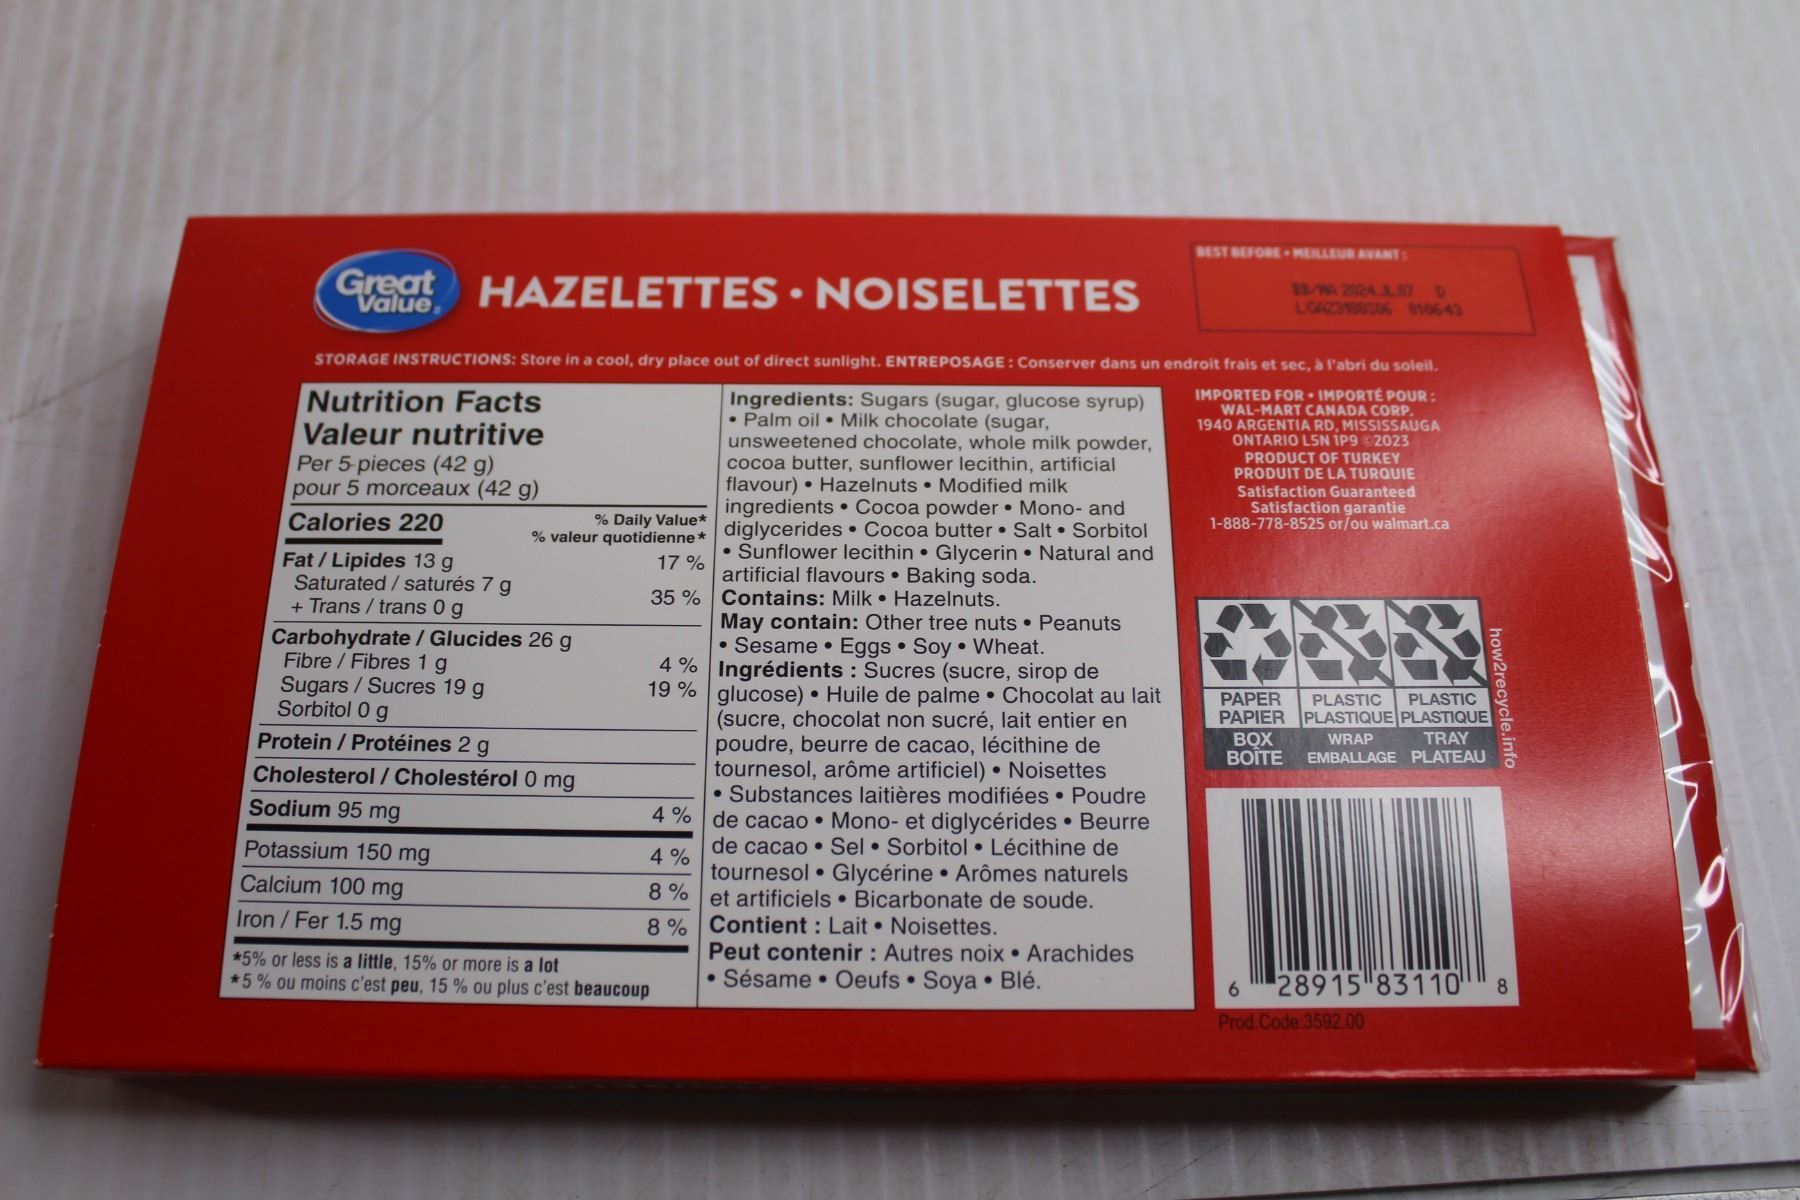 Great Value
HAZELETTES • NOISELETTES
BEST BEFORE • MEILLEUR AVANT :
BB/MA 2024 JL 07 D
STORAGE INSTRUCTIONS: Store in a cool, dry place out of direct sunlight. ENTREPOSAGE : Conserver dans un endroit frais et sec, à l'abri du soleil.
Nutrition Facts
Valeur nutritive
Per 5 pieces (42 g)
pour 5 morceaux (42 g)
Calories 220
% Daily Value*
% valeur quotidienne*
Fat / Lipides 13 g 17 %
Saturated / saturés 7 g
+ Trans / trans 0 g 35 %
Carbohydrate / Glucides 26 g
Fibre / Fibres 1 g 4 %
Sugars / Sucres 19 g 19 %
Sorbitol 0 g
Protein / Protéines 2 g
Cholesterol / Cholestérol 0 mg
Sodium 95 mg 4 %
Potassium 150 mg 4 %
Calcium 100 mg 8 %
Iron / Fer 1.5 mg 8 %
*5% or less is a little, 15% or more is a lot
*5 % ou moins c'est peu, 15 % ou plus c'est beaucoup
Ingredients: Sugars (sugar, glucose syrup)
• Palm oil • Milk chocolate (sugar,
unsweetened chocolate, whole milk powder,
cocoa butter, sunflower lecithin, artificial
flavour) • Hazelnuts • Modified milk
ingredients • Cocoa powder • Mono- and
diglycerides • Cocoa butter • Salt • Sorbitol
• Sunflower lecithin • Glycerin • Natural and
artificial flavours • Baking soda.
Contains: Milk • Hazelnuts.
May contain: Other tree nuts • Peanuts
• Sesame • Eggs • Soy • Wheat.
Ingrédients : Sucres (sucre, sirop de
glucose) • Huile de palme • Chocolat au lait
(sucre, chocolat non sucré, lait entier en
poudre, beurre de cacao, lécithine de
tournesol, arôme artificiel) • Noisettes
• Substances laitières modifiées • Poudre
de cacao • Mono- et diglycérides • Beurre
de cacao • Sel • Sorbitol • Lécithine de
tournesol • Glycérine • Arômes naturels
et artificiels • Bicarbonate de soude.
Contient : Lait • Noisettes.
Peut contenir : Autres noix • Arachides
• Sésame • Oeufs • Soya • Blé.
IMPORTED FOR • IMPORTÉ POUR :
WAL-MART CANADA CORP.
1940 ARGENTIA RD, MISSISSAUGA
ONTARIO L5N 1P9 ©2023
PRODUCT OF TURKEY
PRODUIT DE LA TURQUIE
Satisfaction Guaranteed
Satisfaction garantie
1-888-778-8525 or/ou walmart.ca
PAPER PLASTIC PLASTIC
PAPIER PLASTIQUE PLASTIQUE
BOX WRAP TRAY
BOÎTE EMBALLAGE PLATEAU
how2recycle.info
6 28915 83110 8
Prod.Code:3592.00